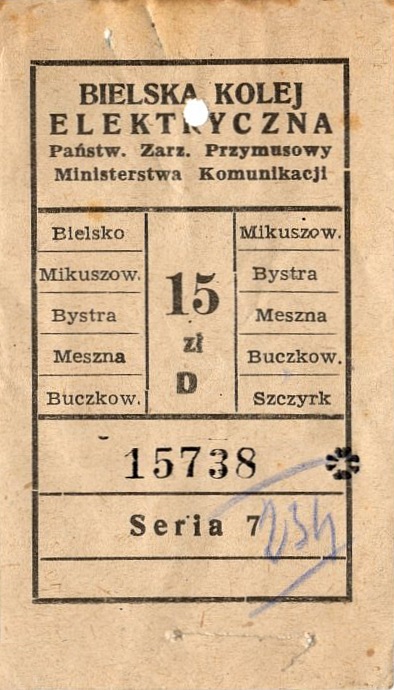 BIELSKA KOLEJ
ELEKTRYCZNA
Państw. Zarz. Przymusowy
Ministerstwa Komunikacji
Bielsko
Mikuszow.
Bystra
Meszna
Buczkow.
15
zł
D
Mikuszow.
Bystra
Meszna
Buczkow.
Szczyrk
15738
Seria 7
234